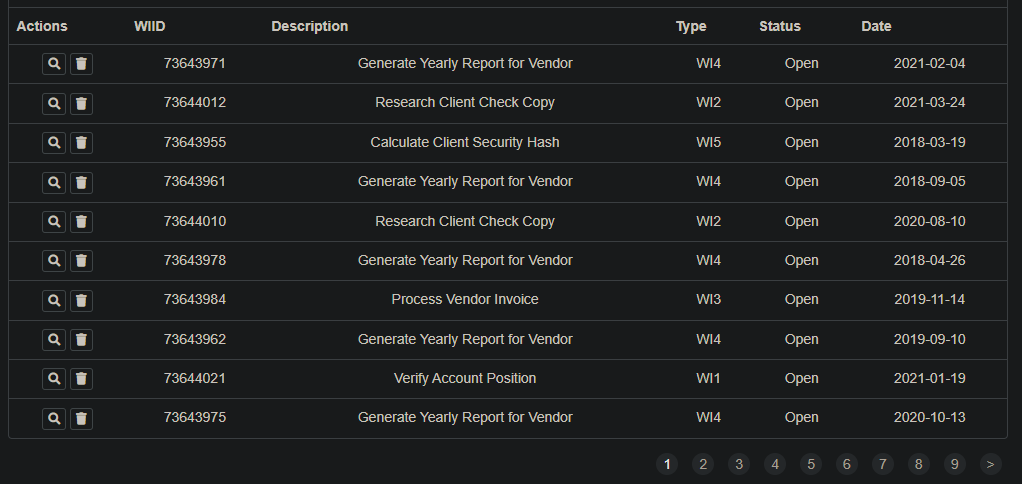 Actions WIID Description Type Status Date
73643971 Generate Yearly Report for Vendor WI4 Open 2021-02-04
73644012 Research Client Check Copy WI2 Open 2021-03-24
73643955 Calculate Client Security Hash WI5 Open 2018-03-19
73643961 Generate Yearly Report for Vendor WI4 Open 2018-09-05
73644010 Research Client Check Copy WI2 Open 2020-08-10
73643978 Generate Yearly Report for Vendor WI4 Open 2018-04-26
73643984 Process Vendor Invoice WI3 Open 2019-11-14
73643962 Generate Yearly Report for Vendor WI4 Open 2019-09-10
73644021 Verify Account Position WI1 Open 2021-01-19
73643975 Generate Yearly Report for Vendor WI4 Open 2020-10-13
1 2 3 4 5 6 7 8 9 >